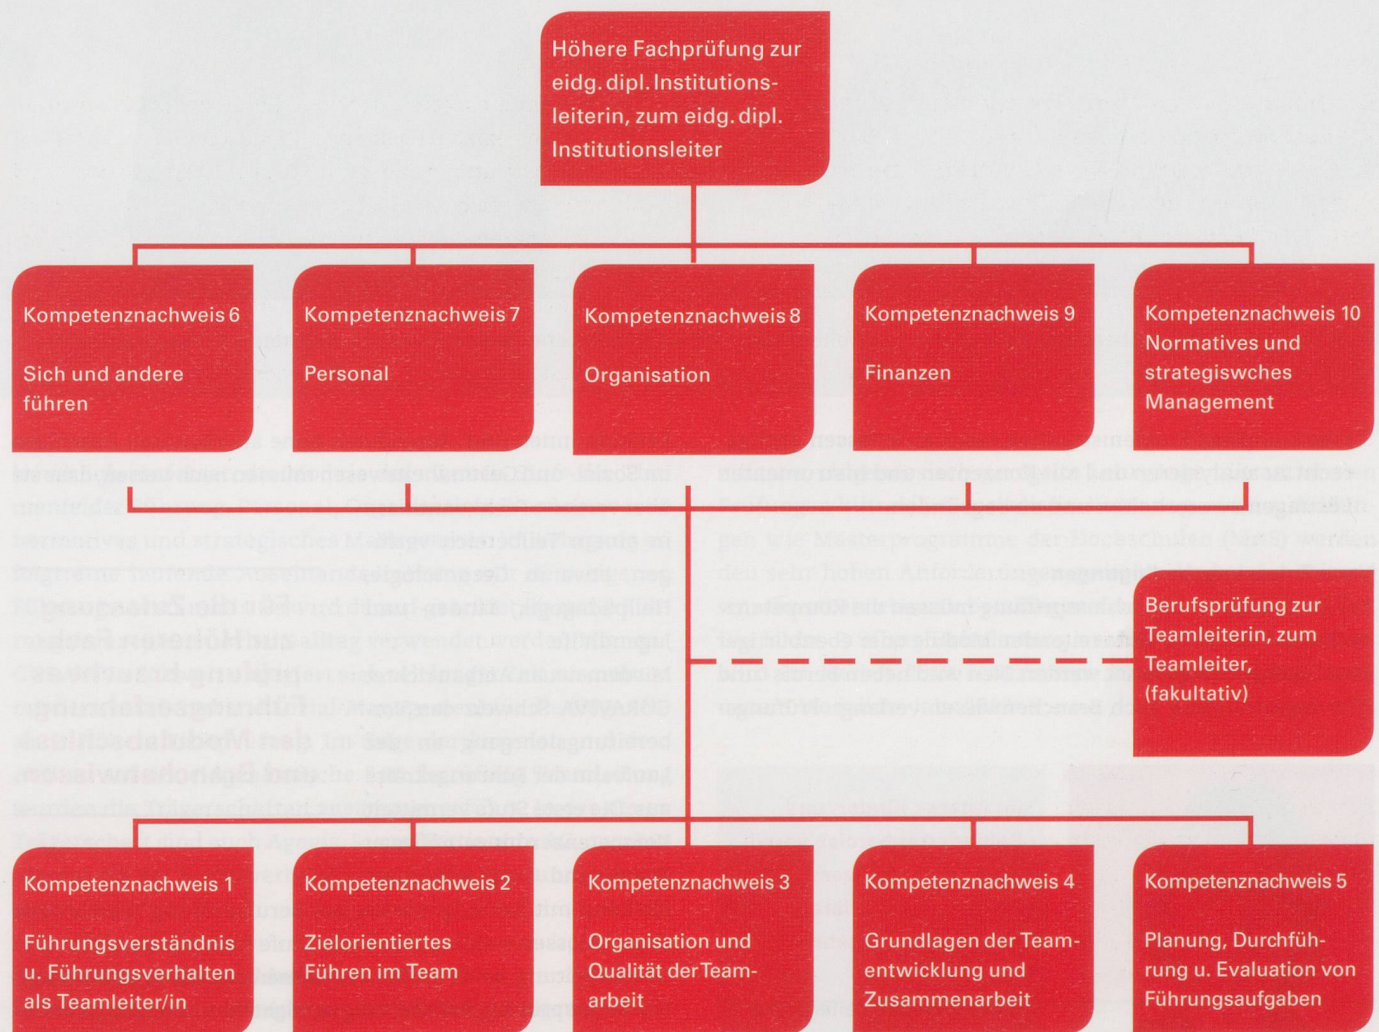 Höhere Fachprüfung zur
eidg. dipl. Institutions-
leiterin, zum eidg. dipl.
Institutionsleiter
Kompetenznachweis 6
Sich und andere
führen
Kompetenznachweis 7
Personal
Kompetenznachweis 8
Organisation
Kompetenznachweis 9
Finanzen
Kompetenznachweis 10
Normatives und
strategiswches
Management
Berufsprüfung zur
Teamleiterin, zum
Teamleiter,
(fakultativ)
Kompetenznachweis 1
Führungsverständnis
u. Führungsverhalten
als Teamleiter/in
Kompetenznachweis 2
Zielorientiertes
Führen im Team
Kompetenznachweis 3
Organisation und
Qualität der Team-
arbeit
Kompetenznachweis 4
Grundlagen der Team-
entwicklung und
Zusammenarbeit
Kompetenznachweis 5
Planung, Durchfüh-
rung u. Evaluation von
Führungsaufgaben